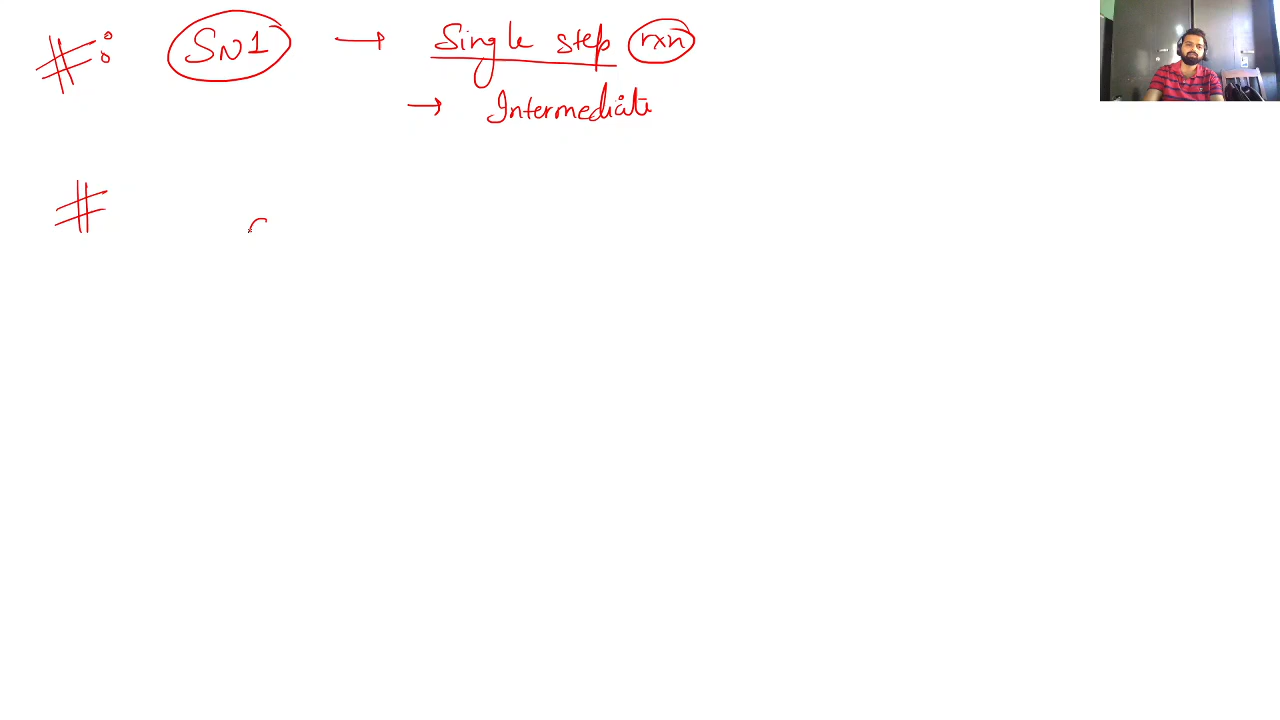 #: SN1 → Single step rxn
→ Intermediate
#